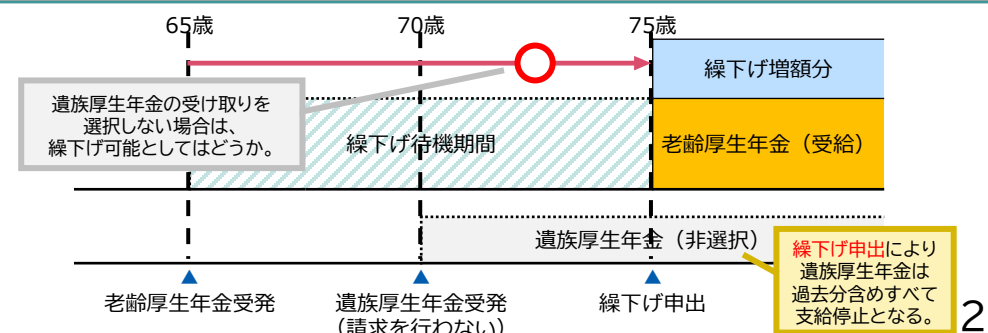 65歳
70歳
75歳
繰下げ増額分
遺族厚生年金の受け取りを
選択しない場合は、
繰下げ可能としてはどうか。
繰下げ待機期間
老齢厚生年金（受給）
遺族厚生年金（非選択）
繰下げ申出により
遺族厚生年金は
過去分含めすべて
支給停止となる。
老齢厚生年金受発
遺族厚生年金受発
（請求を行わない）
繰下げ申出
2